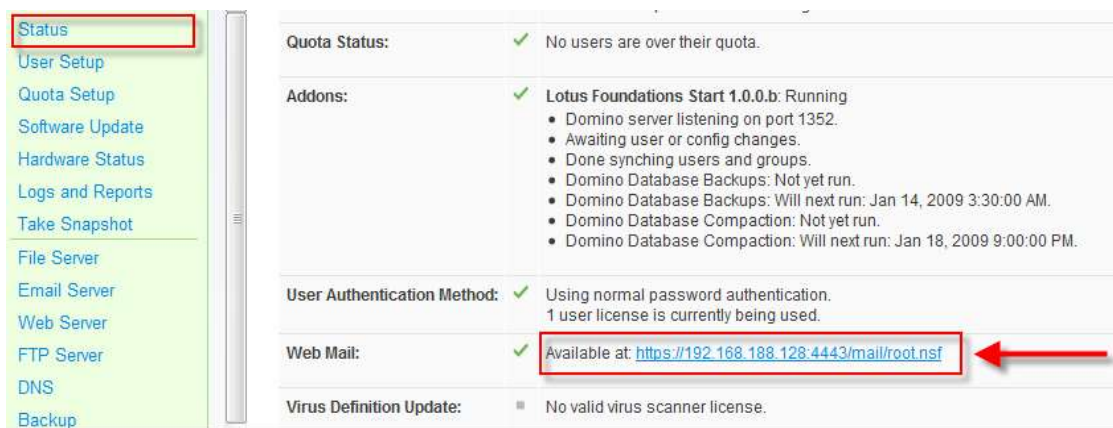 Status
User Setup
Quota Setup
Software Update
Hardware Status
Logs and Reports
Take Snapshot
File Server
Email Server
Web Server
FTP Server
DNS
Backup
Quota Status:
No users are over their quota.
Addons:
Lotus Foundations Start 1.0.0.b: Running
• Domino server listening on port 1352.
• Awaiting user or config changes.
• Done synching users and groups.
• Domino Database Backups: Not yet run.
• Domino Database Backups: Will next run: Jan 14, 2009 3:30:00 AM.
• Domino Database Compaction: Not yet run.
• Domino Database Compaction: Will next run: Jan 18, 2009 9:00:00 PM.
User Authentication Method:
Using normal password authentication.
1 user license is currently being used.
Web Mail:
Available at: https://192.168.188.128:4443/mail/root.nsf
Virus Definition Update:
No valid virus scanner license.